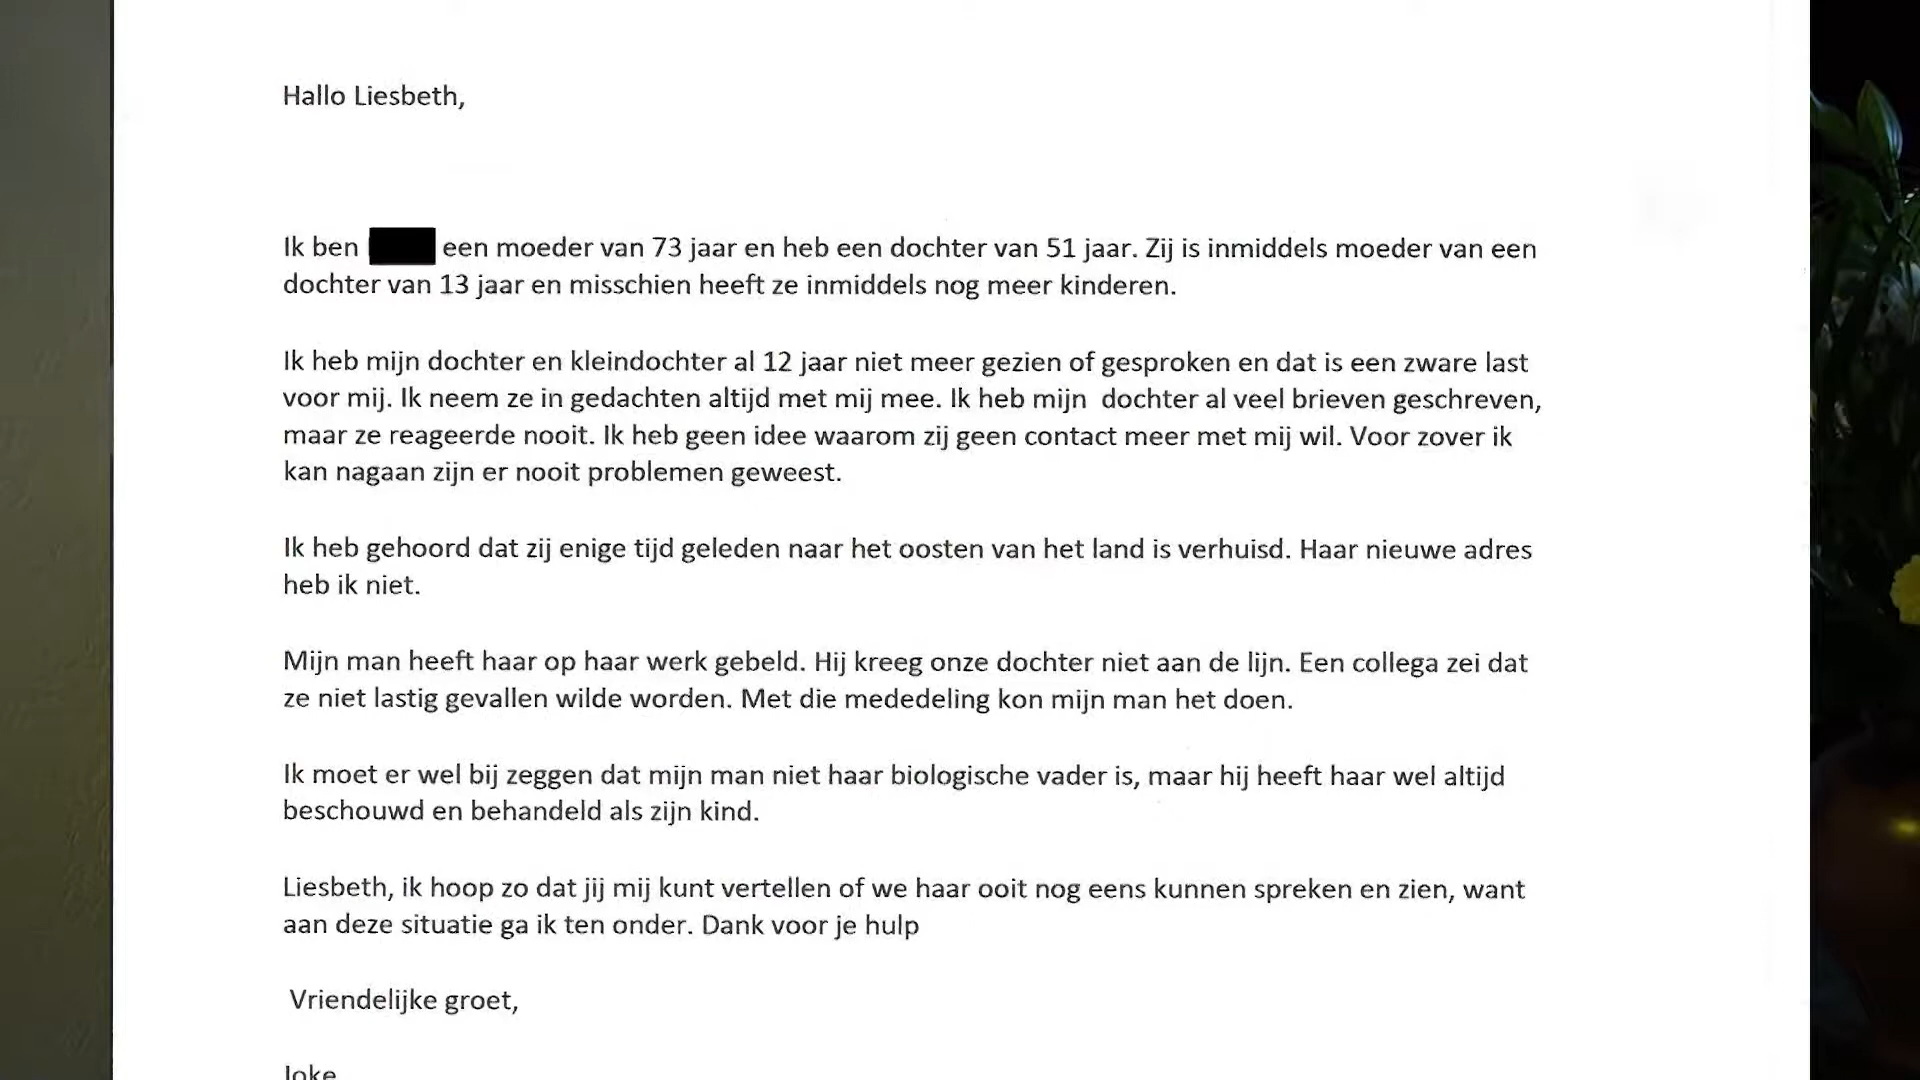 Hallo Liesbeth,
Ik ben een moeder van 73 jaar en heb een dochter van 51 jaar. Zij is inmiddels moeder van een
dochter van 13 jaar en misschien heeft ze inmiddels nog meer kinderen.
Ik heb mijn dochter en kleindochter al 12 jaar niet meer gezien of gesproken en dat is een zware last
voor mij. Ik neem ze in gedachten altijd met mij mee. Ik heb mijn  dochter al veel brieven geschreven,
maar ze reageerde nooit. Ik heb geen idee waarom zij geen contact meer met mij wil. Voor zover ik
kan nagaan zijn er nooit problemen geweest.
Ik heb gehoord dat zij enige tijd geleden naar het oosten van het land is verhuisd. Haar nieuwe adres
heb ik niet.
Mijn man heeft haar op haar werk gebeld. Hij kreeg onze dochter niet aan de lijn. Een collega zei dat
ze niet lastig gevallen wilde worden. Met die mededeling kon mijn man het doen.
Ik moet er wel bij zeggen dat mijn man niet haar biologische vader is, maar hij heeft haar wel altijd
beschouwd en behandeld als zijn kind.
Liesbeth, ik hoop zo dat jij mij kunt vertellen of we haar ooit nog eens kunnen spreken en zien, want
aan deze situatie ga ik ten onder. Dank voor je hulp
Vriendelijke groet,
Joke